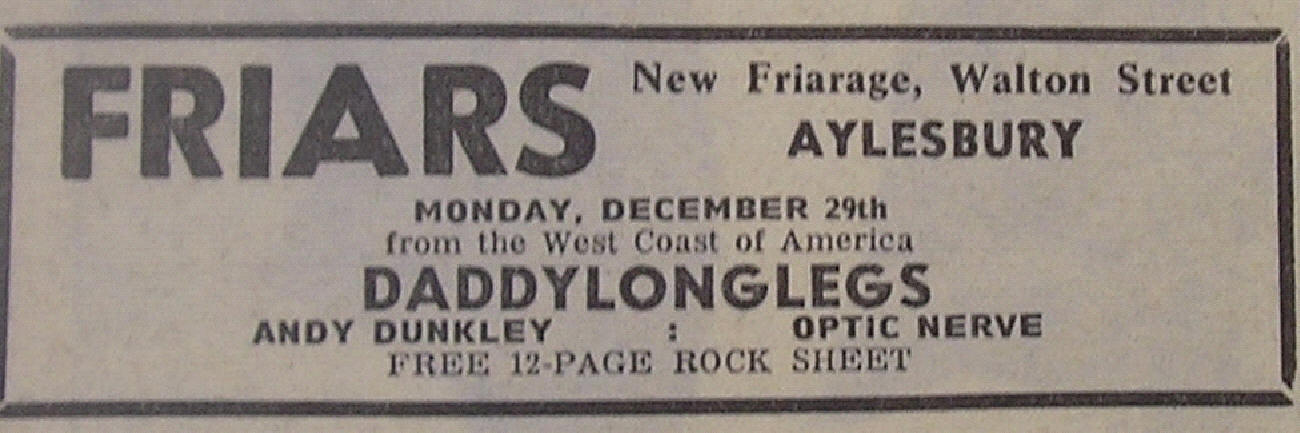 FRIARS
New Friarage, Walton Street
AYLESBURY
MONDAY, DECEMBER 29th
from the West Coast of America
DADDYLONGLEGS
ANDY DUNKLEY : OPTIC NERVE
FREE 12-PAGE ROCK SHEET